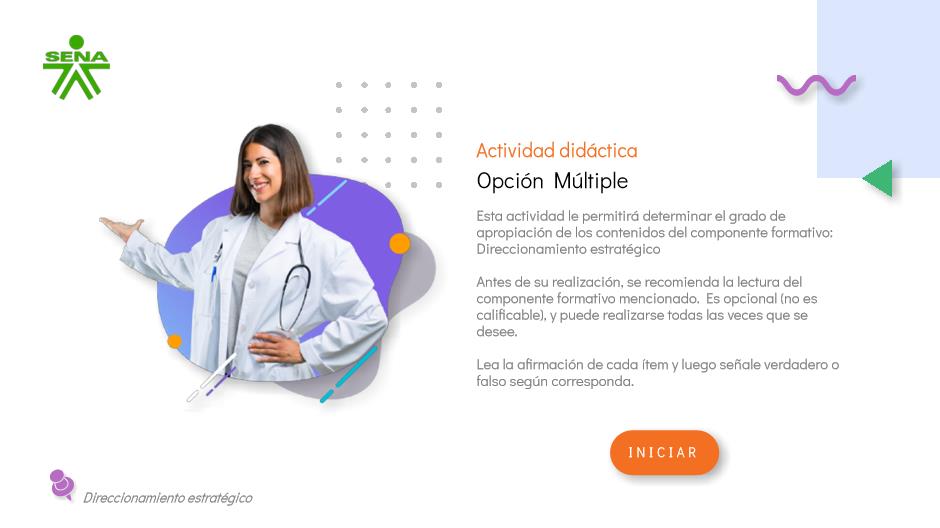 SENA
Actividad didáctica
Opción Múltiple
Esta actividad le permitirá determinar el grado de
apropiación de los contenidos del componente formativo:
Direccionamiento estratégico
Antes de su realización, se recomienda la lectura del
componente formativo mencionado. Es opcional (no es
calificable), y puede realizarse todas las veces que se
desee.
Lea la afirmación de cada ítem y luego señale verdadero o
falso según corresponda.
INICIAR
Direccionamiento estratégico